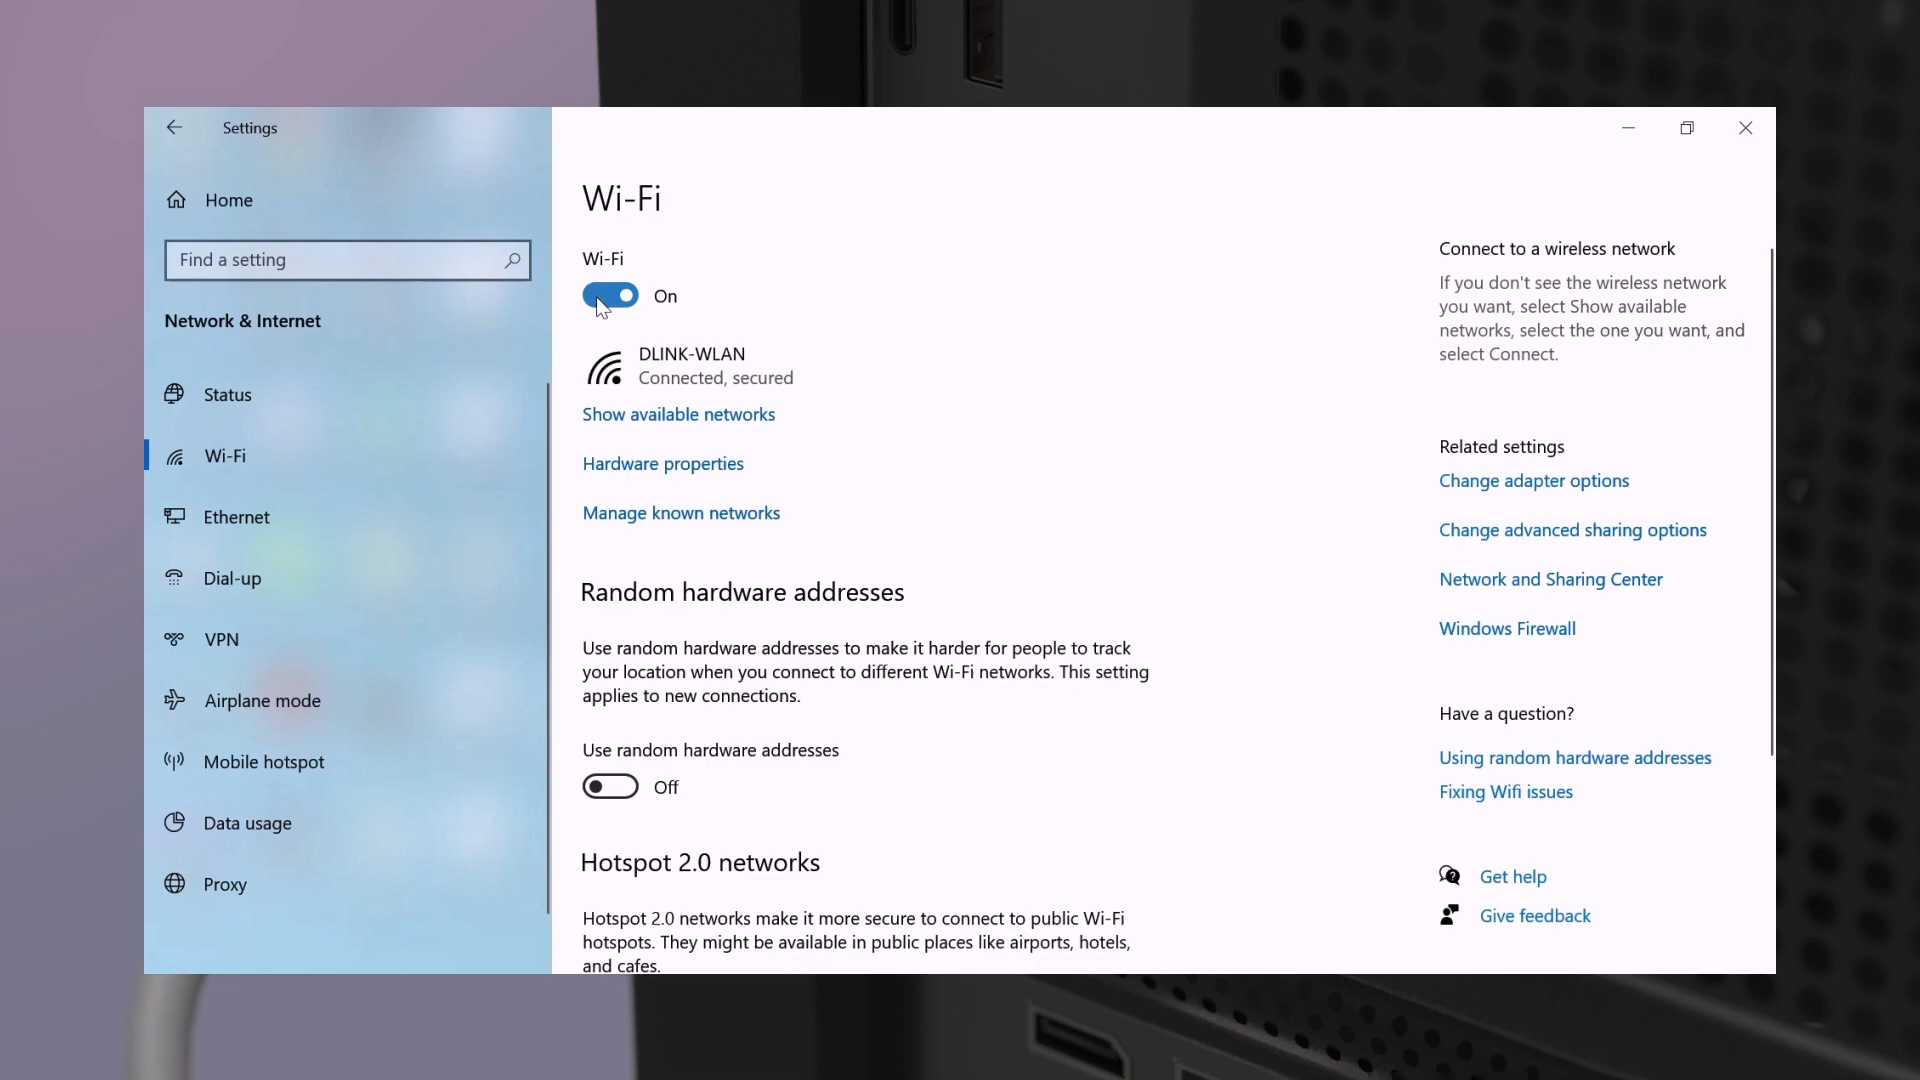 Settings
Home
Find a setting
Network & Internet
Status
Wi-Fi
Ethernet
Dial-up
VPN
Airplane mode
Mobile hotspot
Data usage
Proxy
Wi-Fi
Wi-Fi
On
DLINK-WLAN
Connected, secured
Show available networks
Hardware properties
Manage known networks
Random hardware addresses
Use random hardware addresses to make it harder for people to track
your location when you connect to different Wi-Fi networks. This setting
applies to new connections.
Use random hardware addresses
Off
Hotspot 2.0 networks
Hotspot 2.0 networks make it more secure to connect to public Wi-Fi
hotspots. They might be available in public places like airports, hotels,
and cafes.
Connect to a wireless network
If you don't see the wireless network
you want, select Show available
networks, select the one you want, and
select Connect.
Related settings
Change adapter options
Change advanced sharing options
Network and Sharing Center
Windows Firewall
Have a question?
Using random hardware addresses
Fixing Wifi issues
Get help
Give feedback